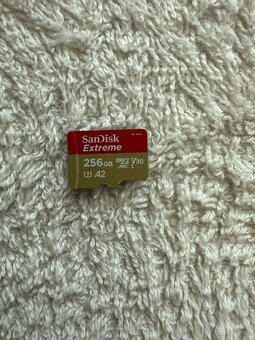 SanDisk
Extreme
256GB microSD XC I V30
U3 A2